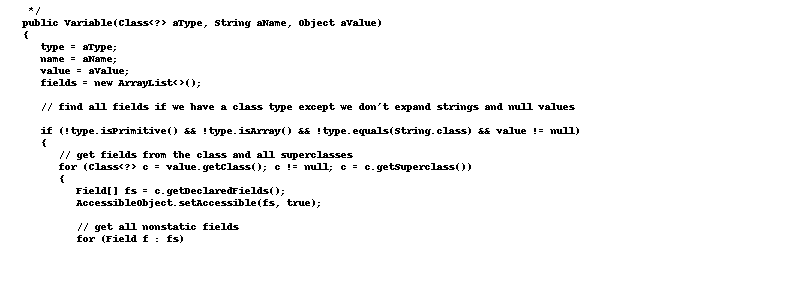 */
public Variable(Class<?> aType, String aName, Object aValue)
{
type = aType;
name = aName;
value = aValue;
fields = new ArrayList<>();
// find all fields if we have a class type except we don't expand strings and null values
if (!type.isPrimitive() && !type.isArray() && !type.equals(String.class) && value != null)
{
// get fields from the class and all superclasses
for (Class<?> c = value.getClass(); c != null; c = c.getSuperclass())
{
Field[] fs = c.getDeclaredFields();
AccessibleObject.setAccessible(fs, true);
// get all nonstatic fields
for (Field f : fs)